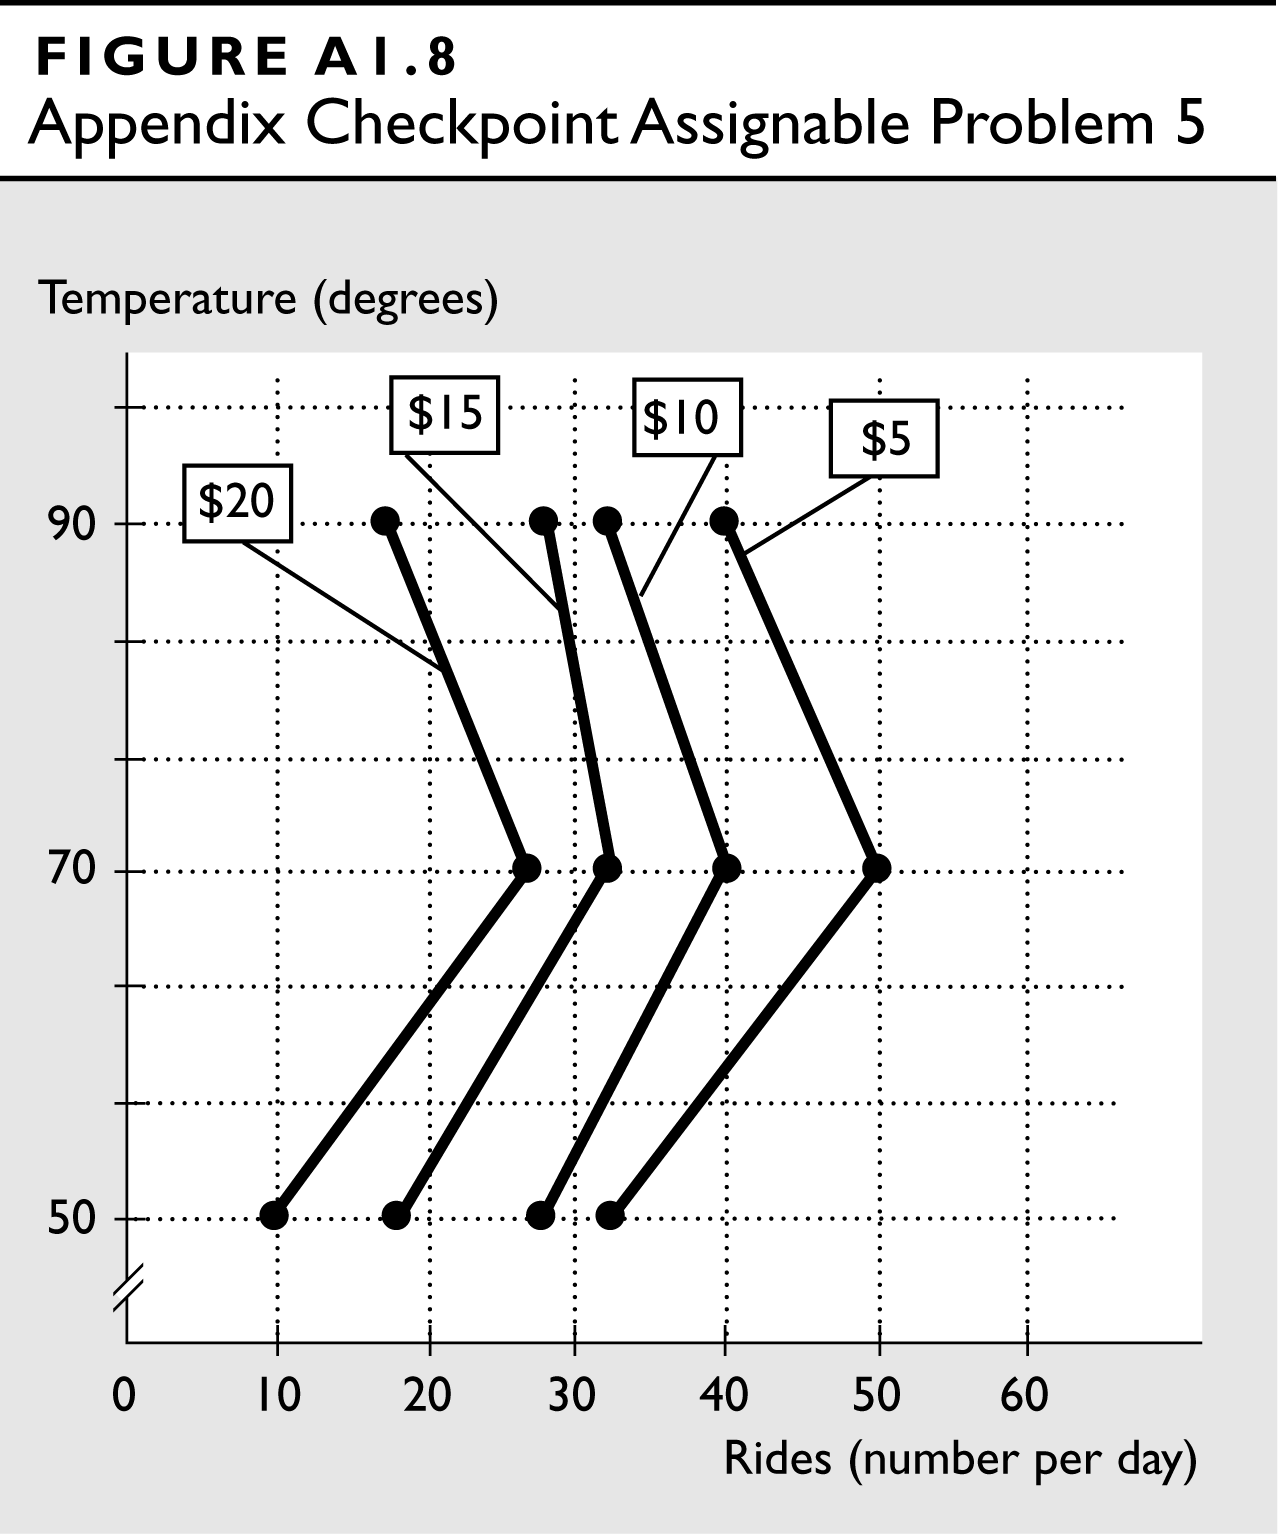 FIGURE A1.8
Appendix Checkpoint Assignable Problem 5
Temperature (degrees)
$15
$10
$5
$20
90
70
50
0 10 20 30 40 50 60
Rides (number per day)